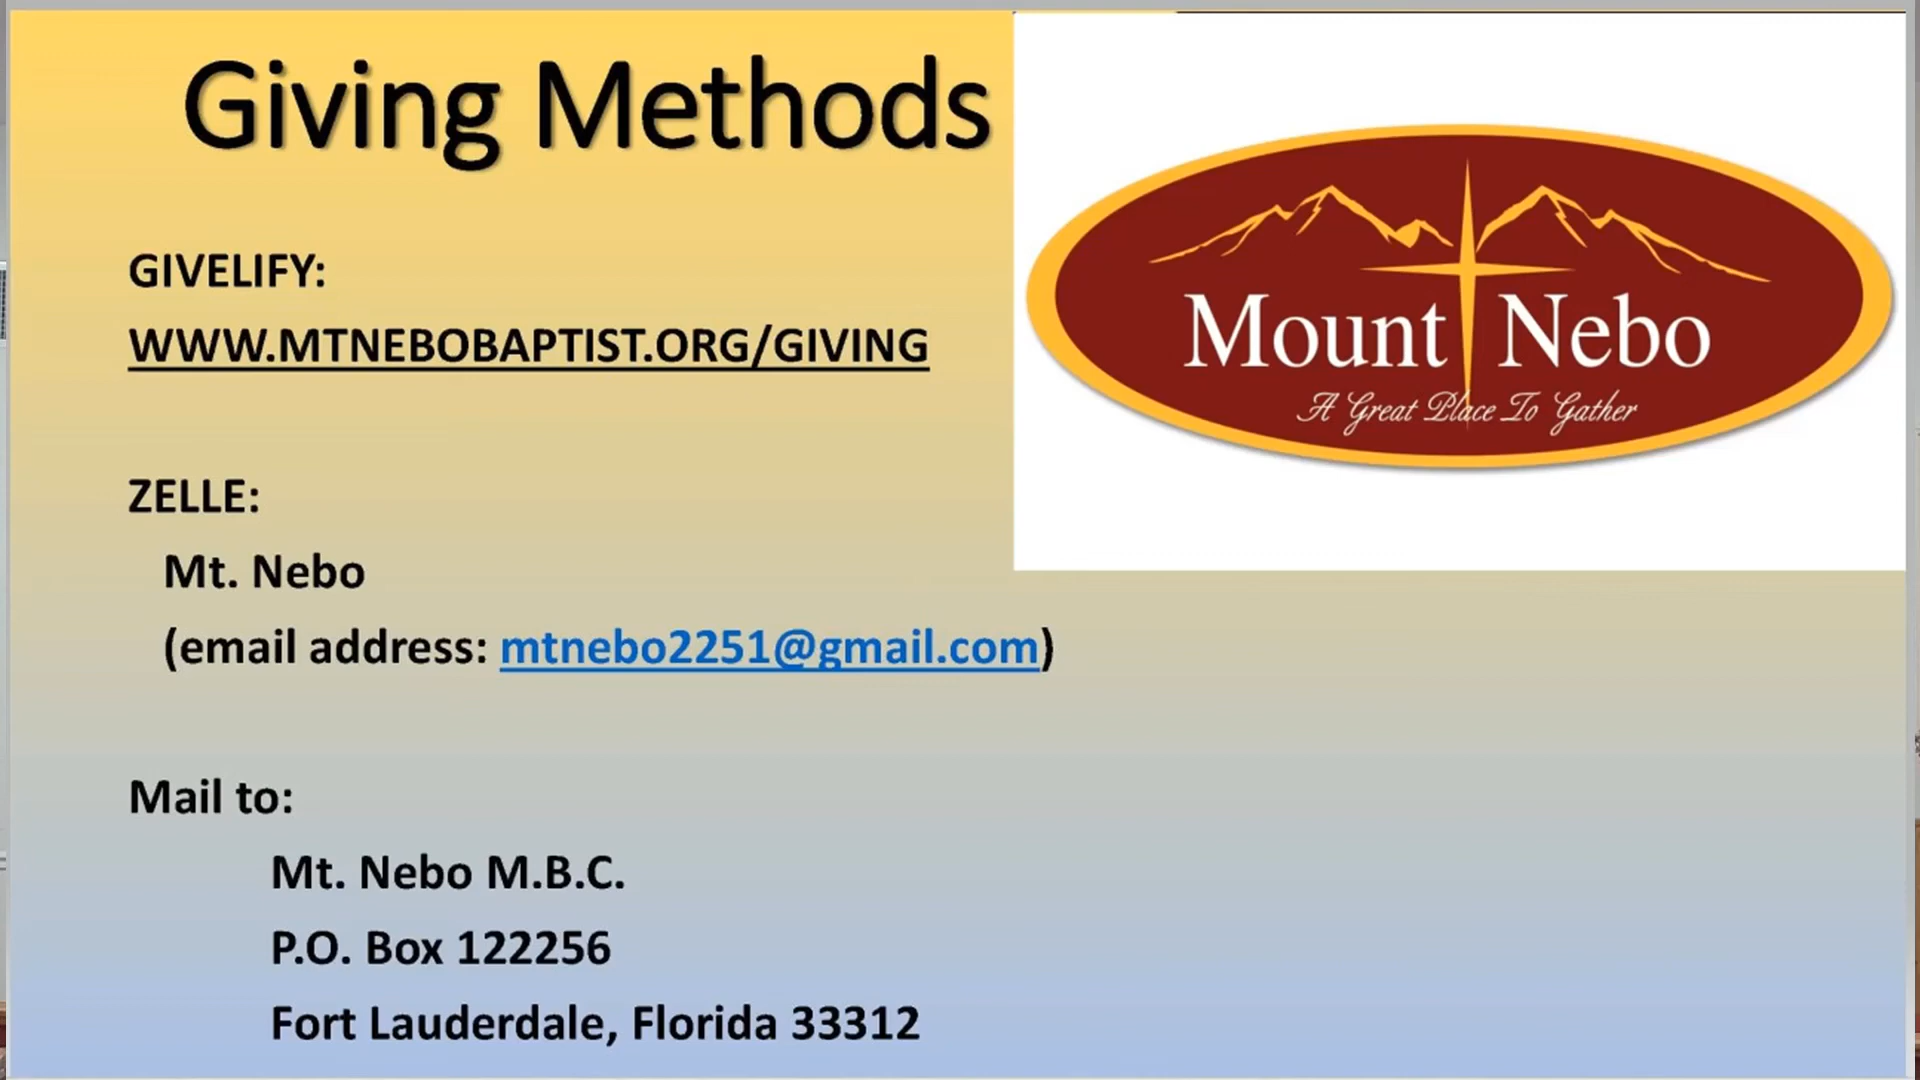 Giving Methods
GIVELIFY:
WWW.MTNEBOBAPTIST.ORG/GIVING
ZELLE:
Mt. Nebo
(email address: mtnebo2251@gmail.com)
Mail to:
Mt. Nebo M.B.C.
P.O. Box 122256
Fort Lauderdale, Florida 33312
Mount Nebo
A Great Place To Gather